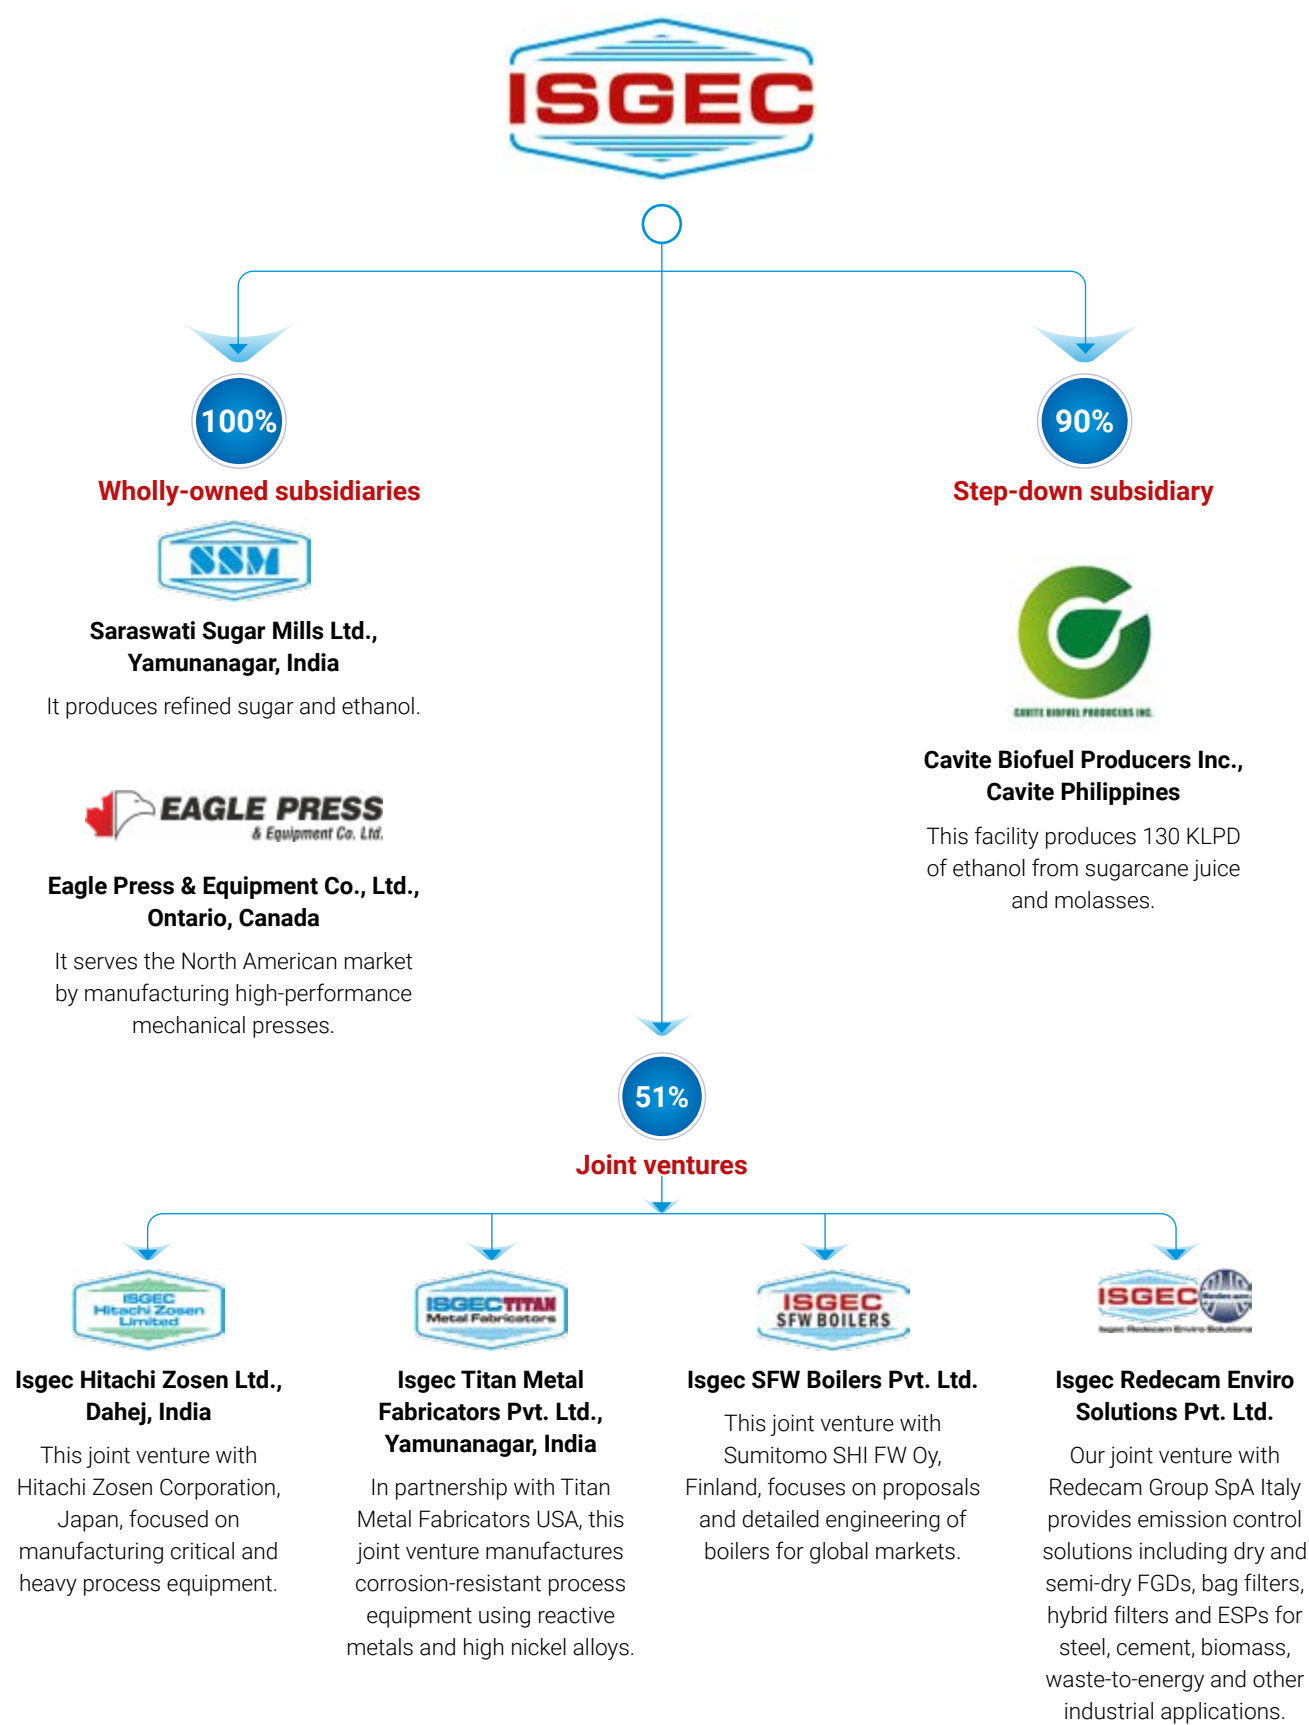 ISGEC
100%
Wholly-owned subsidiaries
SSM
Saraswati Sugar Mills Ltd.,
Yamunanagar, India
It produces refined sugar and ethanol.
EAGLE PRESS
& Equipment Co. Ltd.
Eagle Press & Equipment Co., Ltd.,
Ontario, Canada
It serves the North American market
by manufacturing high-performance
mechanical presses.
90%
Step-down subsidiary
CAVITE BIOFUEL PRODUCERS INC.
Cavite Biofuel Producers Inc.,
Cavite Philippines
This facility produces 130 KLPD
of ethanol from sugarcane juice
and molasses.
51%
Joint ventures
ISGEC
Hitachi Zosen
Limited
Isgec Hitachi Zosen Ltd.,
Dahej, India
This joint venture with
Hitachi Zosen Corporation,
Japan, focused on
manufacturing critical and
heavy process equipment.
ISGEC TITAN
Metal Fabricators
Isgec Titan Metal
Fabricators Pvt. Ltd.,
Yamunanagar, India
In partnership with Titan
Metal Fabricators USA, this
joint venture manufactures
corrosion-resistant process
equipment using reactive
metals and high nickel alloys.
ISGEC
SFW BOILERS
Isgec SFW Boilers Pvt. Ltd.
This joint venture with
Sumitomo SHI FW Oy,
Finland, focuses on proposals
and detailed engineering of
boilers for global markets.
ISGEC
Redecam
Isgec Redecam Enviro Solutions
Isgec Redecam Enviro
Solutions Pvt. Ltd.
Our joint venture with
Redecam Group SpA Italy
provides emission control
solutions including dry and
semi-dry FGDs, bag filters,
hybrid filters and ESPs for
steel, cement, biomass,
waste-to-energy and other
industrial applications.